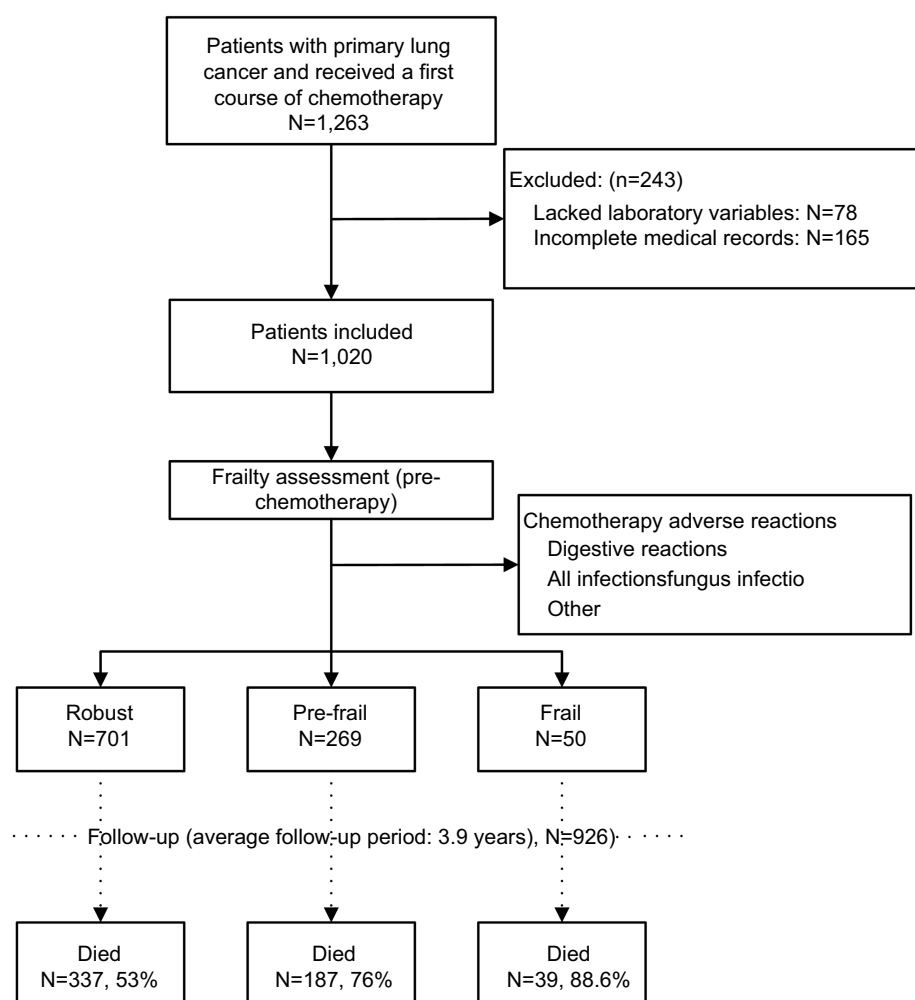 Patients with primary lung
cancer and received a first
course of chemotherapy
N=1,263
Excluded: (n=243)
Lacked laboratory variables: N=78
Incomplete medical records: N=165
Patients included
N=1,020
Frailty assessment (pre-
chemotherapy)
Chemotherapy adverse reactions
Digestive reactions
All infectionsfungus infectio
Other
Robust
N=701
Pre-frail
N=269
Frail
N=50
Follow-up (average follow-up period: 3.9 years), N=926)
Died
N=337, 53%
Died
N=187, 76%
Died
N=39, 88.6%